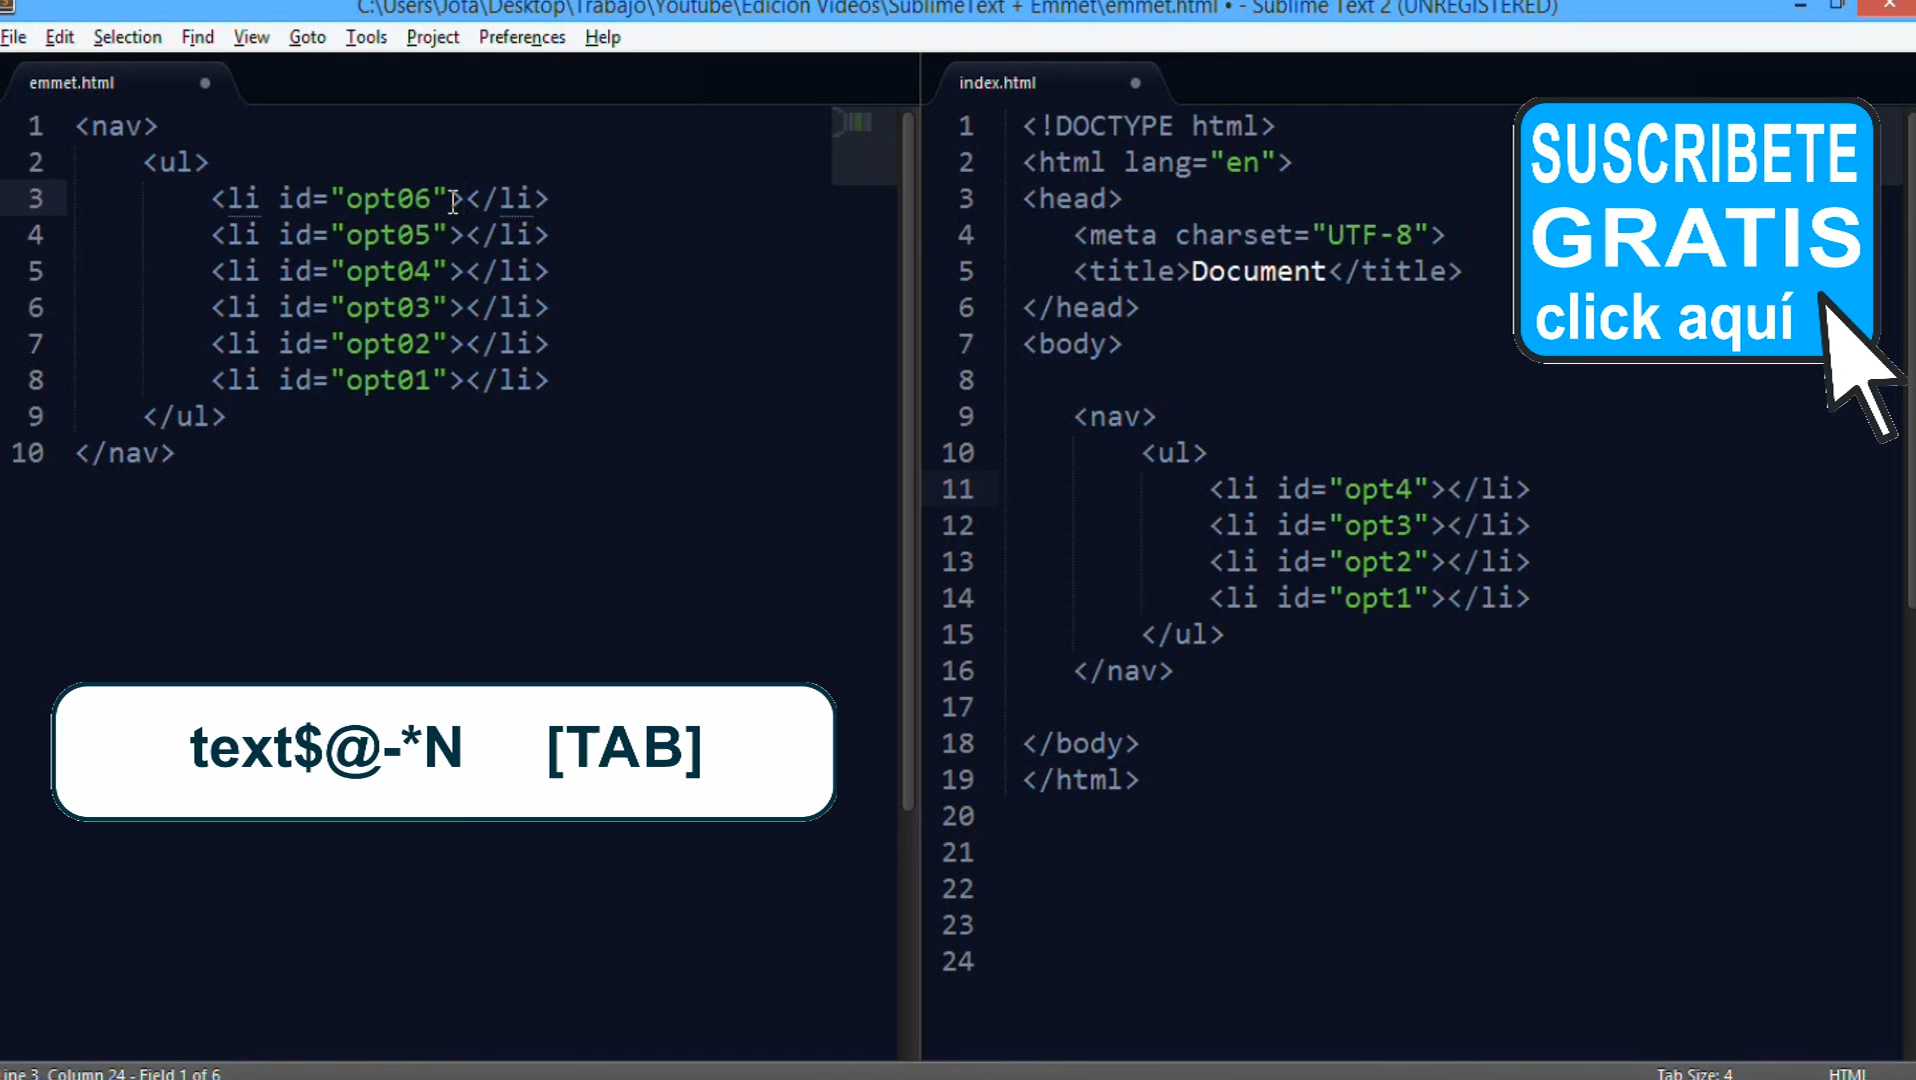 C:\Users\Jota\Desktop\Trabajo\Youtube\Edicion Videos\SublimeText + Emmet\emmet.html • - Sublime Text 2 (UNREGISTERED)
File Edit Selection Find View Goto Tools Project Preferences Help
emmet.html
1 <nav>
2 <ul>
3 <li id="opt06"></li>
4 <li id="opt05"></li>
5 <li id="opt04"></li>
6 <li id="opt03"></li>
7 <li id="opt02"></li>
8 <li id="opt01"></li>
9 </ul>
10 </nav>
text$@-*N [TAB]
index.html
1 <!DOCTYPE html>
2 <html lang="en">
3 <head>
4 <meta charset="UTF-8">
5 <title>Document</title>
6 </head>
7 <body>
8
9 <nav>
10 <ul>
11 <li id="opt4"></li>
12 <li id="opt3"></li>
13 <li id="opt2"></li>
14 <li id="opt1"></li>
15 </ul>
16 </nav>
17
18 </body>
19 </html>
20
21
22
23
24
SUSCRIBETE
GRATIS
click aquí
ine 3, Column 24 - Field 1 of 6
Tab Size: 4 HTML